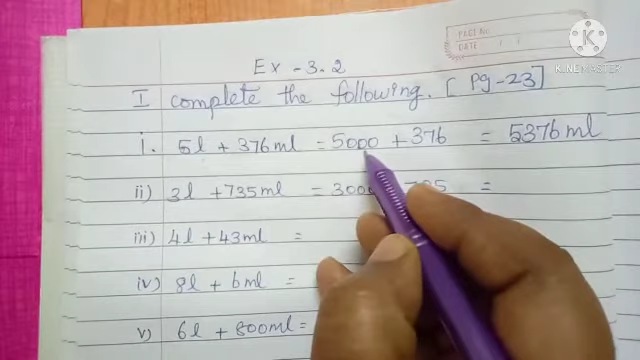 PAGE No.
DATE / /
KINEMASTER
Ex - 3.2
I complete the following. [ Pg -23]
i. 5l + 376ml = 5000 + 376 = 5376 ml
ii) 3l + 735ml = 3000 =
iii) 4l + 43ml =
iv) 8l + 6ml =
v) 6l + 800ml =